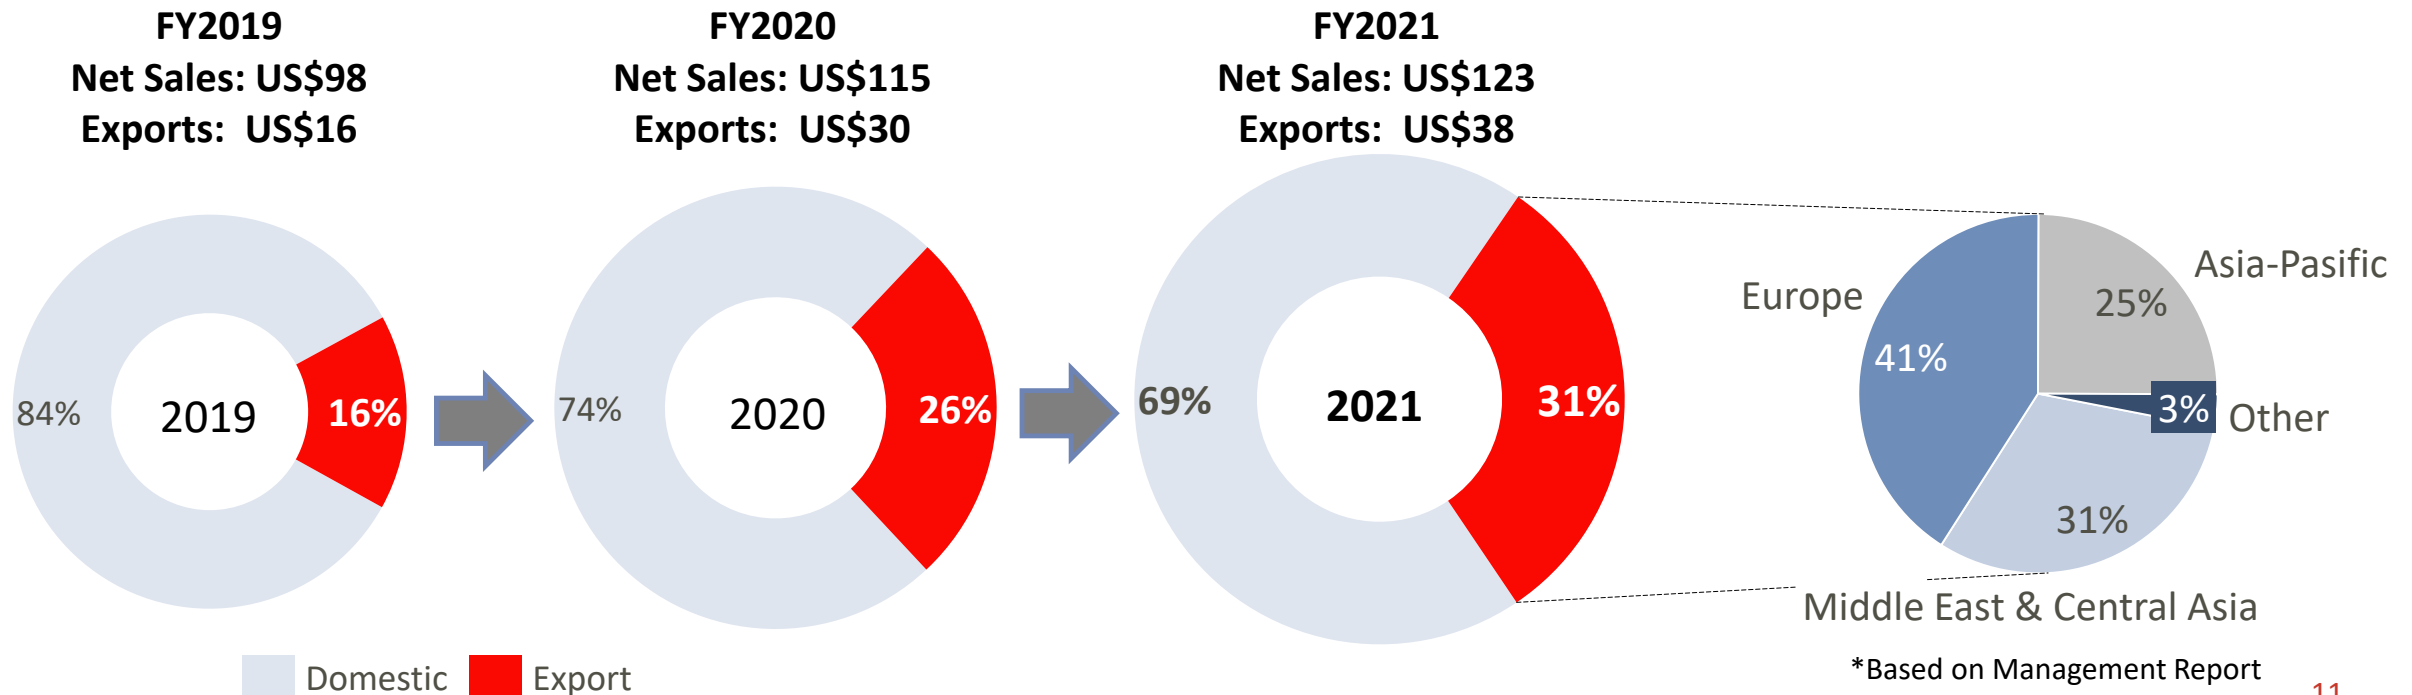 FY2019
Net Sales: US$98
Exports: US$16
FY2020
Net Sales: US$115
Exports: US$30
FY2021
Net Sales: US$123
Exports: US$38
84%
2019
16%
74%
2020
26%
69%
2021
31%
Europe
41%
Asia-Pasific
25%
3%
Other
31%
Middle East & Central Asia
Domestic
Export
*Based on Management Report
11